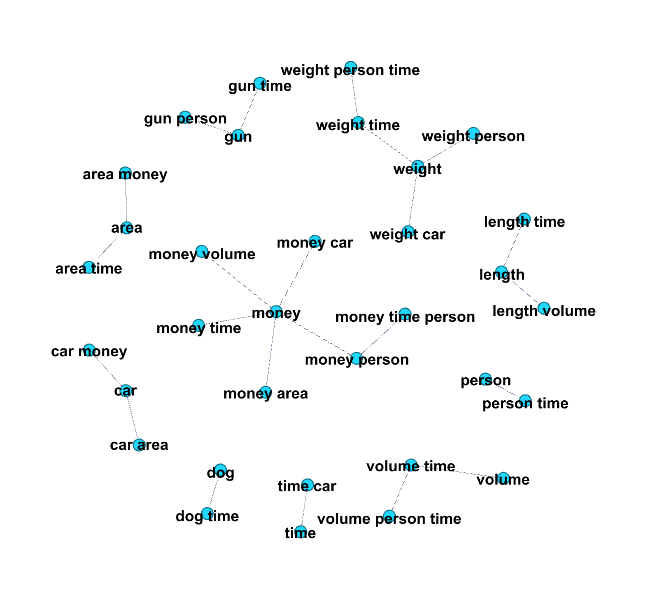 weight person time
gun time
gun person
weight time
gun
weight person
weight
area money
length time
area
weight car
money car
money volume
area time
length
length volume
money
money time person
money time
car money
money person
person
car
money area
person time
car area
volume time
dog
volume
time car
dog time
volume person time
time